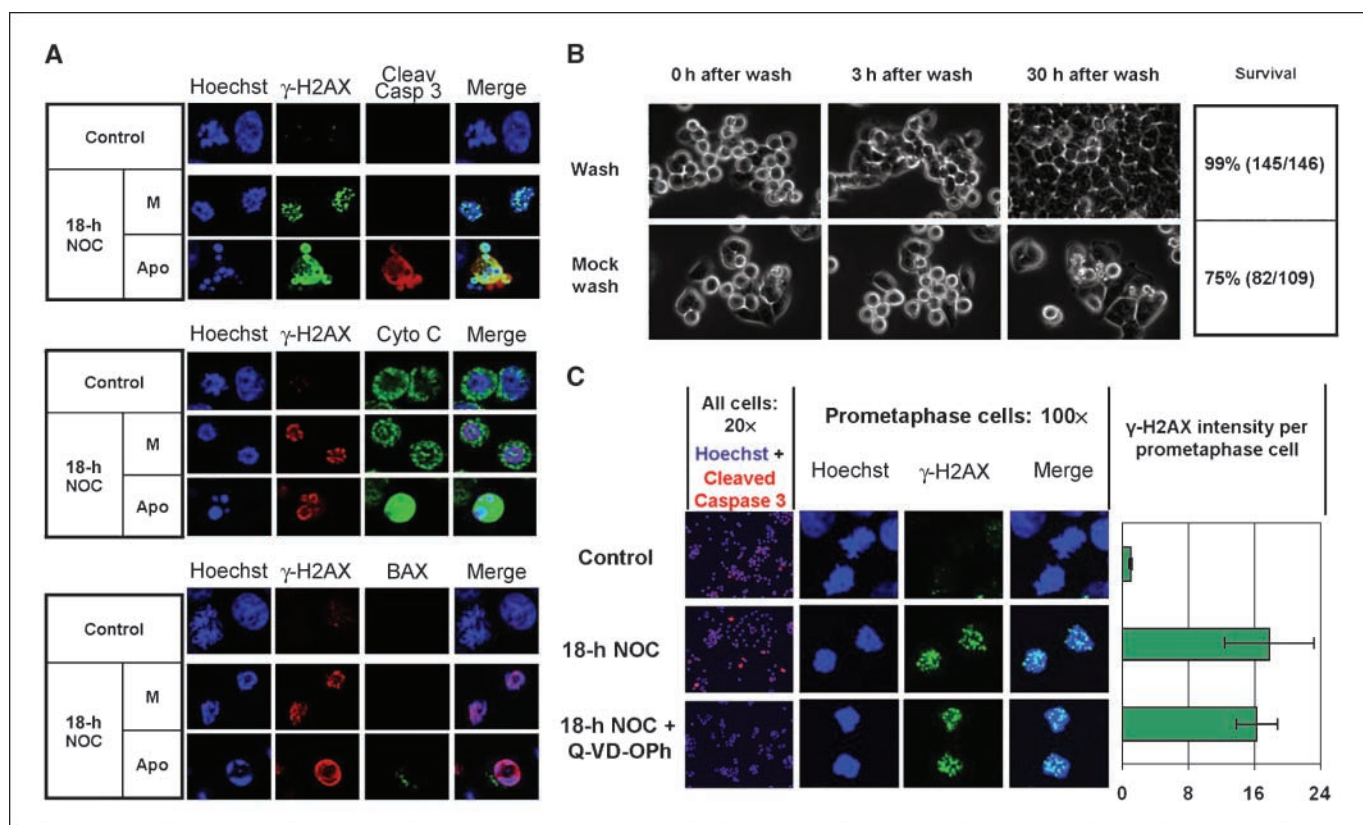 A
Hoechst γ-H2AX Cleav Casp 3 Merge
Control
18-h NOC
M
Apo
Hoechst γ-H2AX Cyto C Merge
Control
18-h NOC
M
Apo
Hoechst γ-H2AX BAX Merge
Control
18-h NOC
M
Apo
B
0 h after wash 3 h after wash 30 h after wash Survival
Wash
99% (145/146)
Mock wash
75% (82/109)
C
All cells:
20×
Hoechst +
Cleaved
Caspase 3
Prometaphase cells: 100×
Hoechst γ-H2AX Merge
γ-H2AX intensity per
prometaphase cell
Control
18-h NOC
18-h NOC +
Q-VD-OPh
0 8 16 24